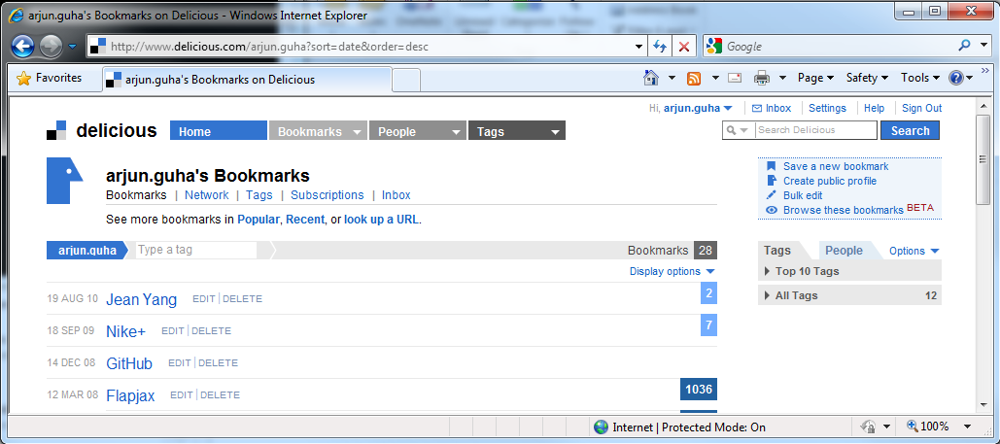 arjun.guha's Bookmarks on Delicious - Windows Internet Explorer
http://www.delicious.com/arjun.guha?sort=date&order=desc
Google
Favorites
arjun.guha's Bookmarks on Delicious
Page
Safety
Tools
Hi, arjun.guha
Inbox
Settings
Help
Sign Out
delicious
Home
Bookmarks
People
Tags
Search Delicious
Search
arjun.guha's Bookmarks
Bookmarks | Network | Tags | Subscriptions | Inbox
See more bookmarks in Popular, Recent, or look up a URL.
Save a new bookmark
Create public profile
Bulk edit
Browse these bookmarks BETA
arjun.guha
Type a tag
Bookmarks 28
Display options
Tags
People
Options
Top 10 Tags
All Tags 12
19 AUG 10 Jean Yang EDIT | DELETE 2
18 SEP 09 Nike+ EDIT | DELETE 7
14 DEC 08 GitHub EDIT | DELETE
12 MAR 08 Flapjax EDIT | DELETE 1036
Internet | Protected Mode: On
100%